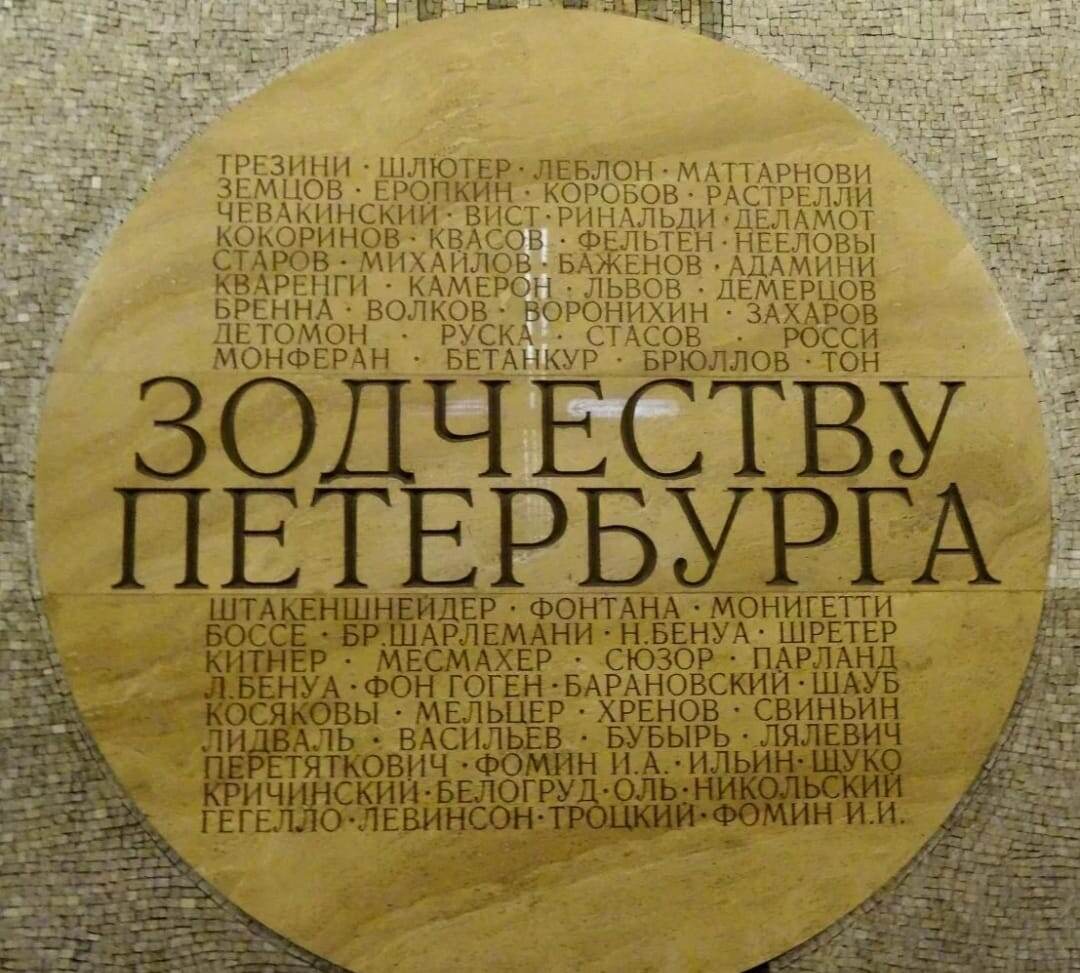 ТРЕЗИНИ · ШЛЮТЕР · ЛЕБЛОН · МАТТАРНОВИ
ЗЕМЦОВ · ЕРОПКИН · КОРОБОВ · РАСТРЕЛЛИ
ЧЕВАКИНСКИЙ · ВИСТ · РИНАЛЬДИ · ДЕЛАМОТ
КОКОРИНОВ · КВАСОВ · ФЕЛЬТЕН · НЕЕЛОВЫ
СТАРОВ · МИХАЙЛОВ · БАЖЕНОВ · АДАМИНИ
КВАРЕНГИ · КАМЕРОН · ЛЬВОВ · ДЕМЕРЦОВ
БРЕННА · ВОЛКОВ · ВОРОНИХИН · ЗАХАРОВ
ДЕТОМОН · РУСКА · СТАСОВ · РОССИ
МОНФЕРАН · БЕТАНКУР · БРЮЛЛОВ · ТОН
ЗОДЧЕСТВУ
ПЕТЕРБУРГА
ШТАКЕНШНЕЙДЕР · ФОНТАНА · МОНИГЕТТИ
БОССЕ · БР.ШАРЛЕМАНИ · Н.БЕНУА · ШРЕТЕР
КИТНЕР · МЕСМАХЕР · СЮЗОР · ПАРЛАНД
Л.БЕНУА · ФОН ГОГЕН · БАРАНОВСКИЙ · ШАУБ
КОСЯКОВЫ · МЕЛЬЦЕР · ХРЕНОВ · СВИНЬИН
ЛИДВАЛЬ · ВАСИЛЬЕВ · БУБЫРЬ · ЛЯЛЕВИЧ
ПЕРЕТЯТКОВИЧ · ФОМИН И.А. · ИЛЬИН · ЩУКО
КРИЧИНСКИЙ · БЕЛОГРУД · ОЛЬ · НИКОЛЬСКИЙ
ГЕГЕЛЛО · ЛЕВИНСОН · ТРОЦКИЙ · ФОМИН И.И.